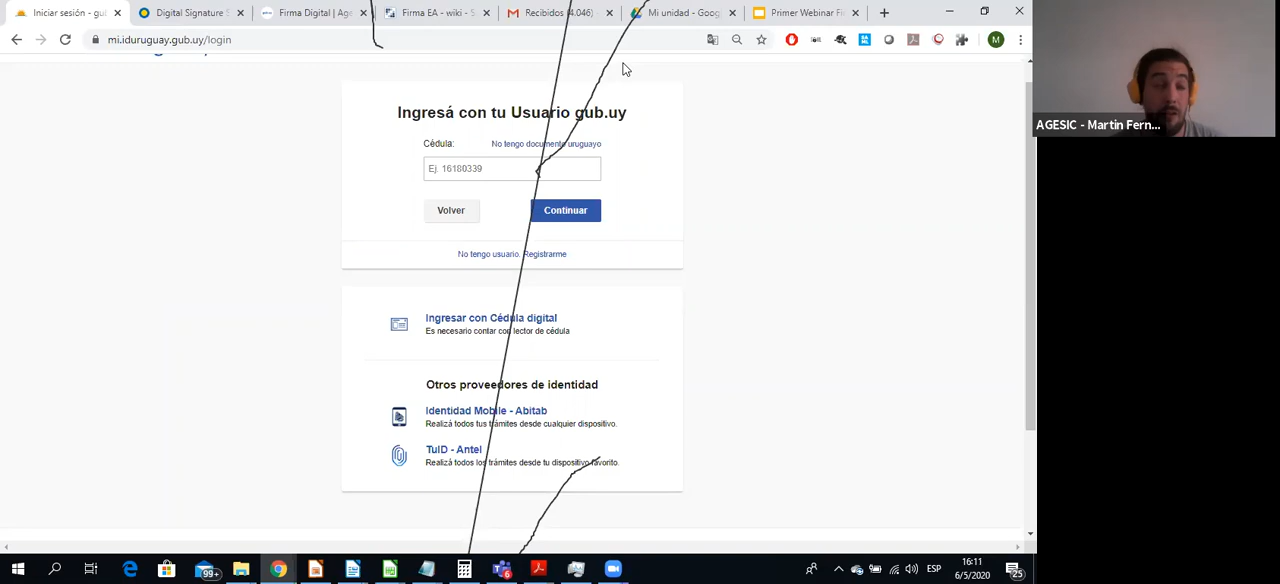 Iniciar sesión - gu
Digital Signature S
Firma Digital | Age
Firma EA - wiki - S
Recibidos (4.046)
Mi unidad - Goog
Primer Webinar Fi
mi.iduruguay.gub.uy/login
M
Ingresá con tu Usuario gub.uy
Cédula:
No tengo documento uruguayo
Ej. 16180339
Volver
Continuar
No tengo usuario. Registrarme
Ingresar con Cédula digital
Es necesario contar con lector de cédula
Otros proveedores de identidad
Identidad Mobile - Abitab
Realizá todos tus trámites desde cualquier dispositivo.
TuID - Antel
Realizá todos los trámites desde tu dispositivo favorito.
AGESIC - Martin Fern...
99+
6
ESP
16:11
6/5/2020
25